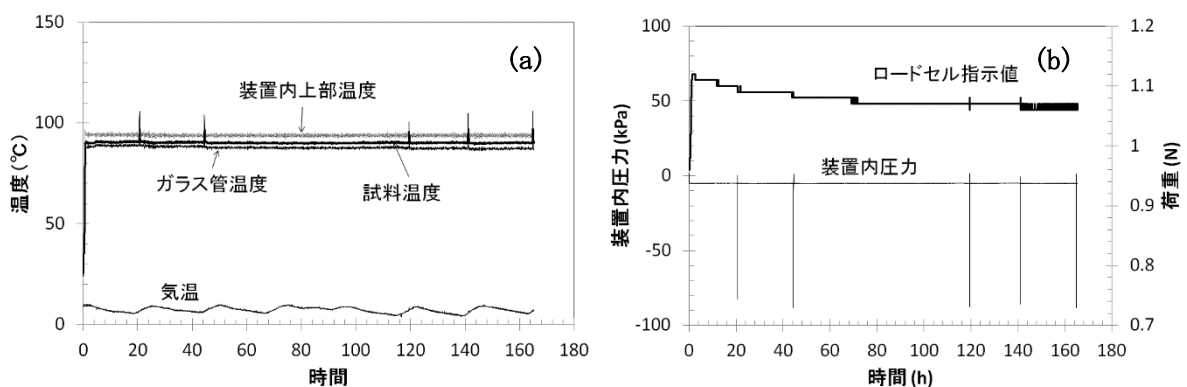 (a)
150
100
50
0
温度(℃)
装置内上部温度
ガラス管温度
試料温度
気温
0 20 40 60 80 100 120 140 160 180
時間
(b)
100
50
0
-50
-100
装置内圧力(kPa)
ロードセル指示値
装置内圧力
1.2
1.1
1
0.9
0.8
0.7
荷重(N)
0 20 40 60 80 100 120 140 160 180
時間(h)